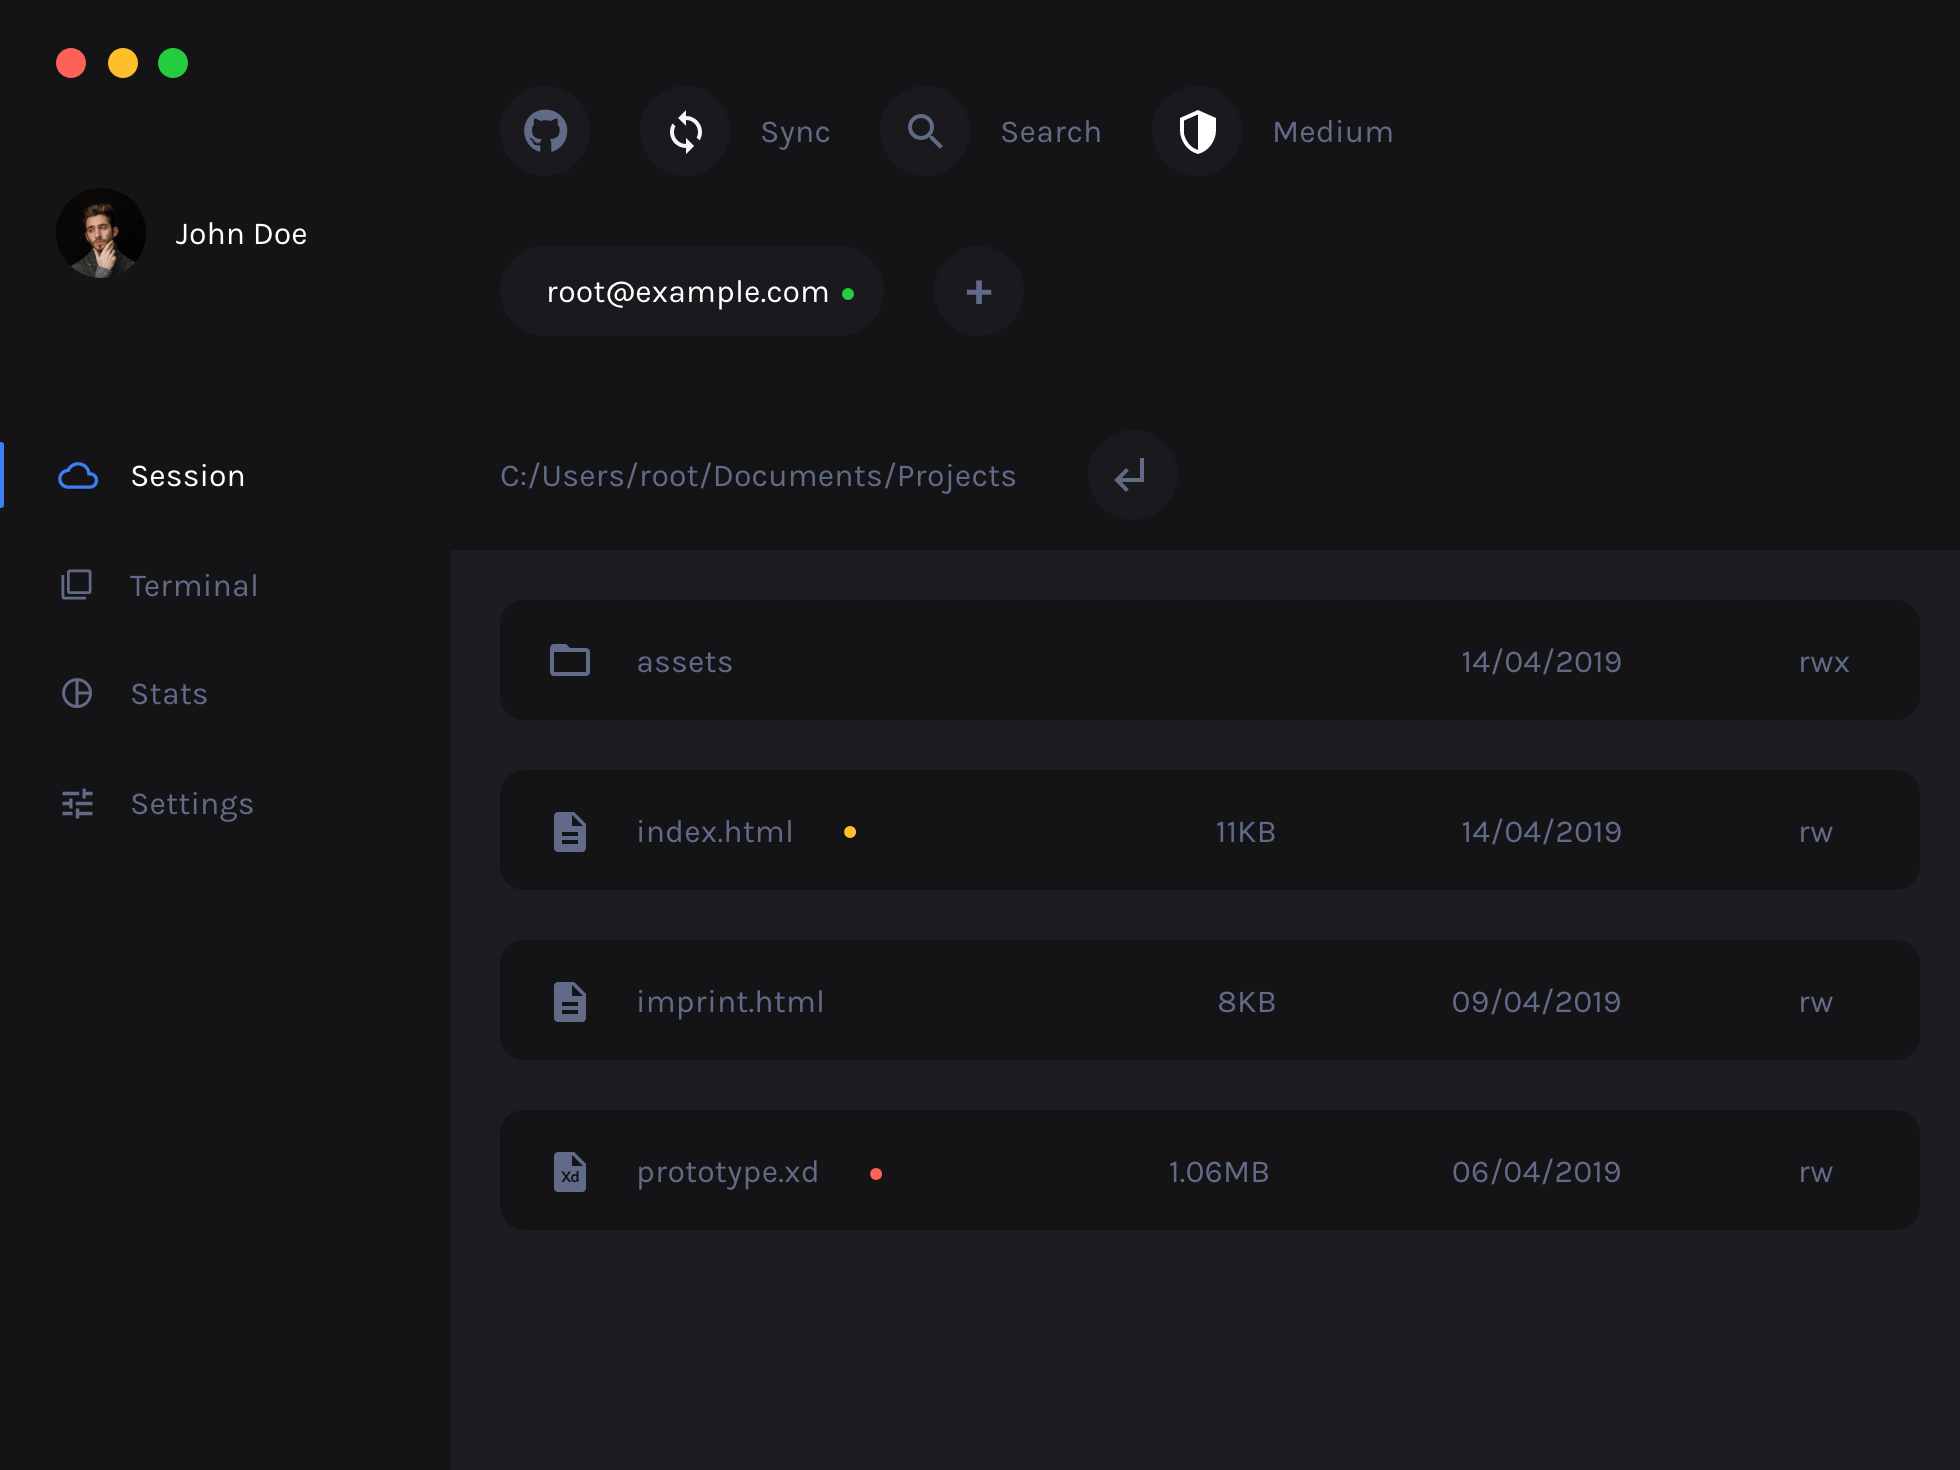 Sync
Search
Medium
John Doe
root@example.com
+
Session
Terminal
Stats
Settings
C:/Users/root/Documents/Projects
assets 14/04/2019 rwx
index.html 11KB 14/04/2019 rw
imprint.html 8KB 09/04/2019 rw
Xd prototype.xd 1.06MB 06/04/2019 rw